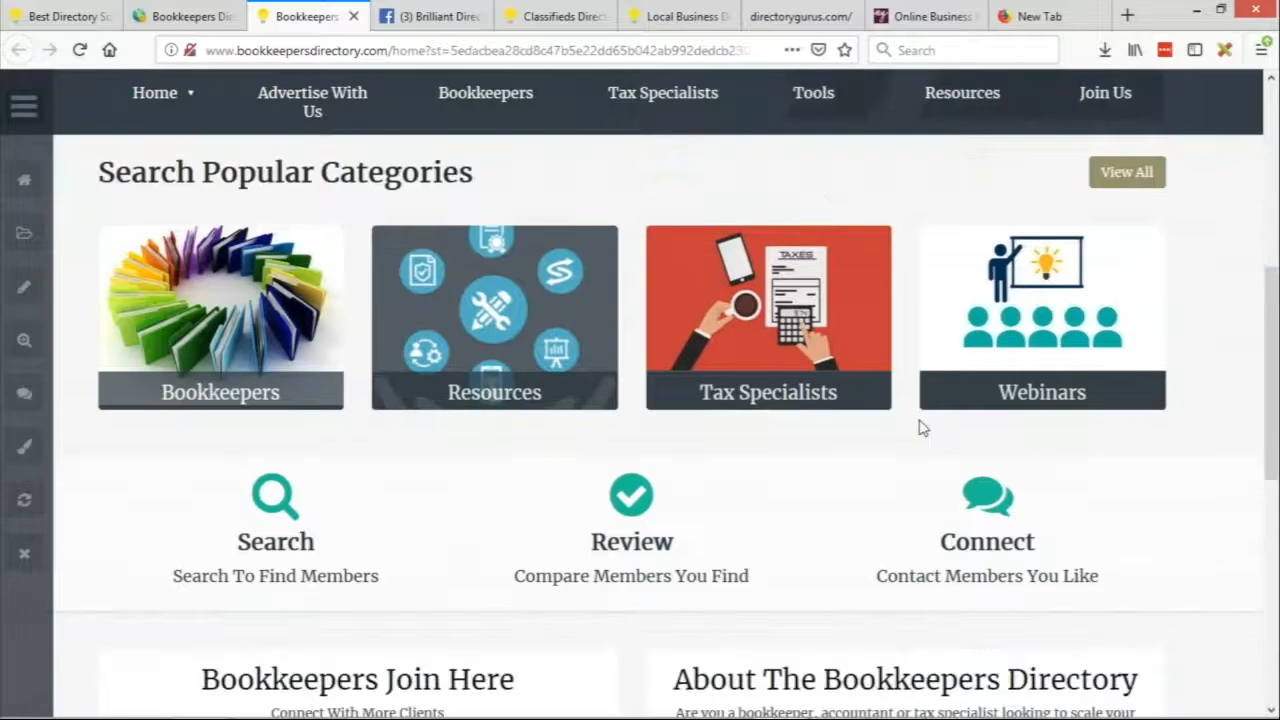 Best Directory So
Bookkeepers Dir
Bookkeepers
(3) Brilliant Direc
Classifieds Direct
Local Business D
directorygurus.com/
Online Business
New Tab
www.bookkeepersdirectory.com/home?st=5edacbea28cd8c47b5e22dd65b042ab992dedcb2
Search
Home
Advertise With
Us
Bookkeepers
Tax Specialists
Tools
Resources
Join Us
Search Popular Categories
View All
TAXES
Bookkeepers
Resources
Tax Specialists
Webinars
Search
Review
Connect
Search To Find Members
Compare Members You Find
Contact Members You Like
Bookkeepers Join Here
About The Bookkeepers Directory
Connect With More Clients
Are you a bookkeeper, accountant or tax specialist looking to scale your